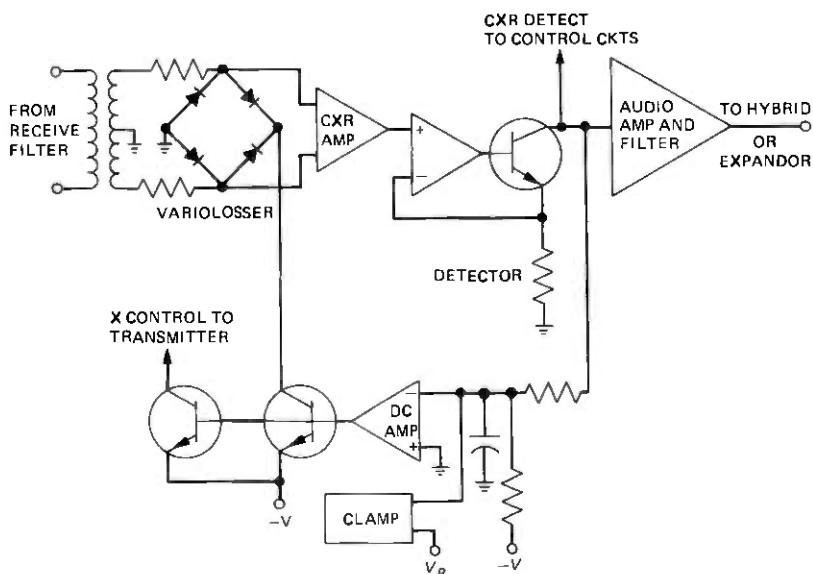 CXR DETECT
TO CONTROL CKTS
FROM
RECEIVE
FILTER
CXR
AMP
+
−
AUDIO
AMP AND
FILTER
TO HYBRID
OR
EXPANDOR
VARIOLOSSER
DETECTOR
X CONTROL TO
TRANSMITTER
DC
AMP
−
+
−V
CLAMP
VR
−V